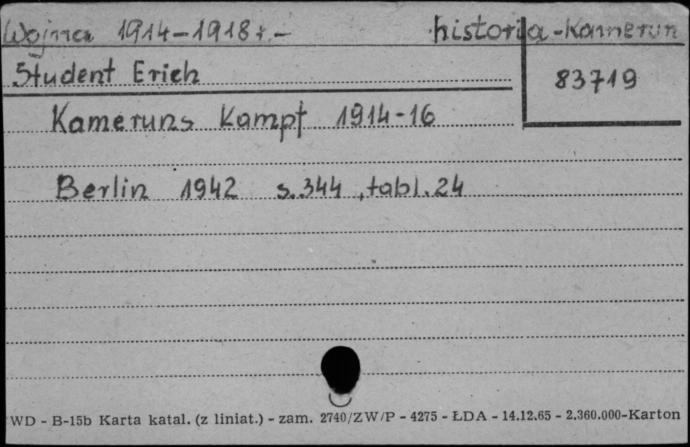 Wojna 1914-1918 r. - historija - Kamerun
Student Erich
83719
Kameruns Kampf 1914-16
Berlin 1942 s.344, tabl.24
WD - B-15b Karta katal. (z liniat.) - zam. 2740/ZW/P - 4275 - ŁDA - 14.12.65 - 2.360.000-Karton